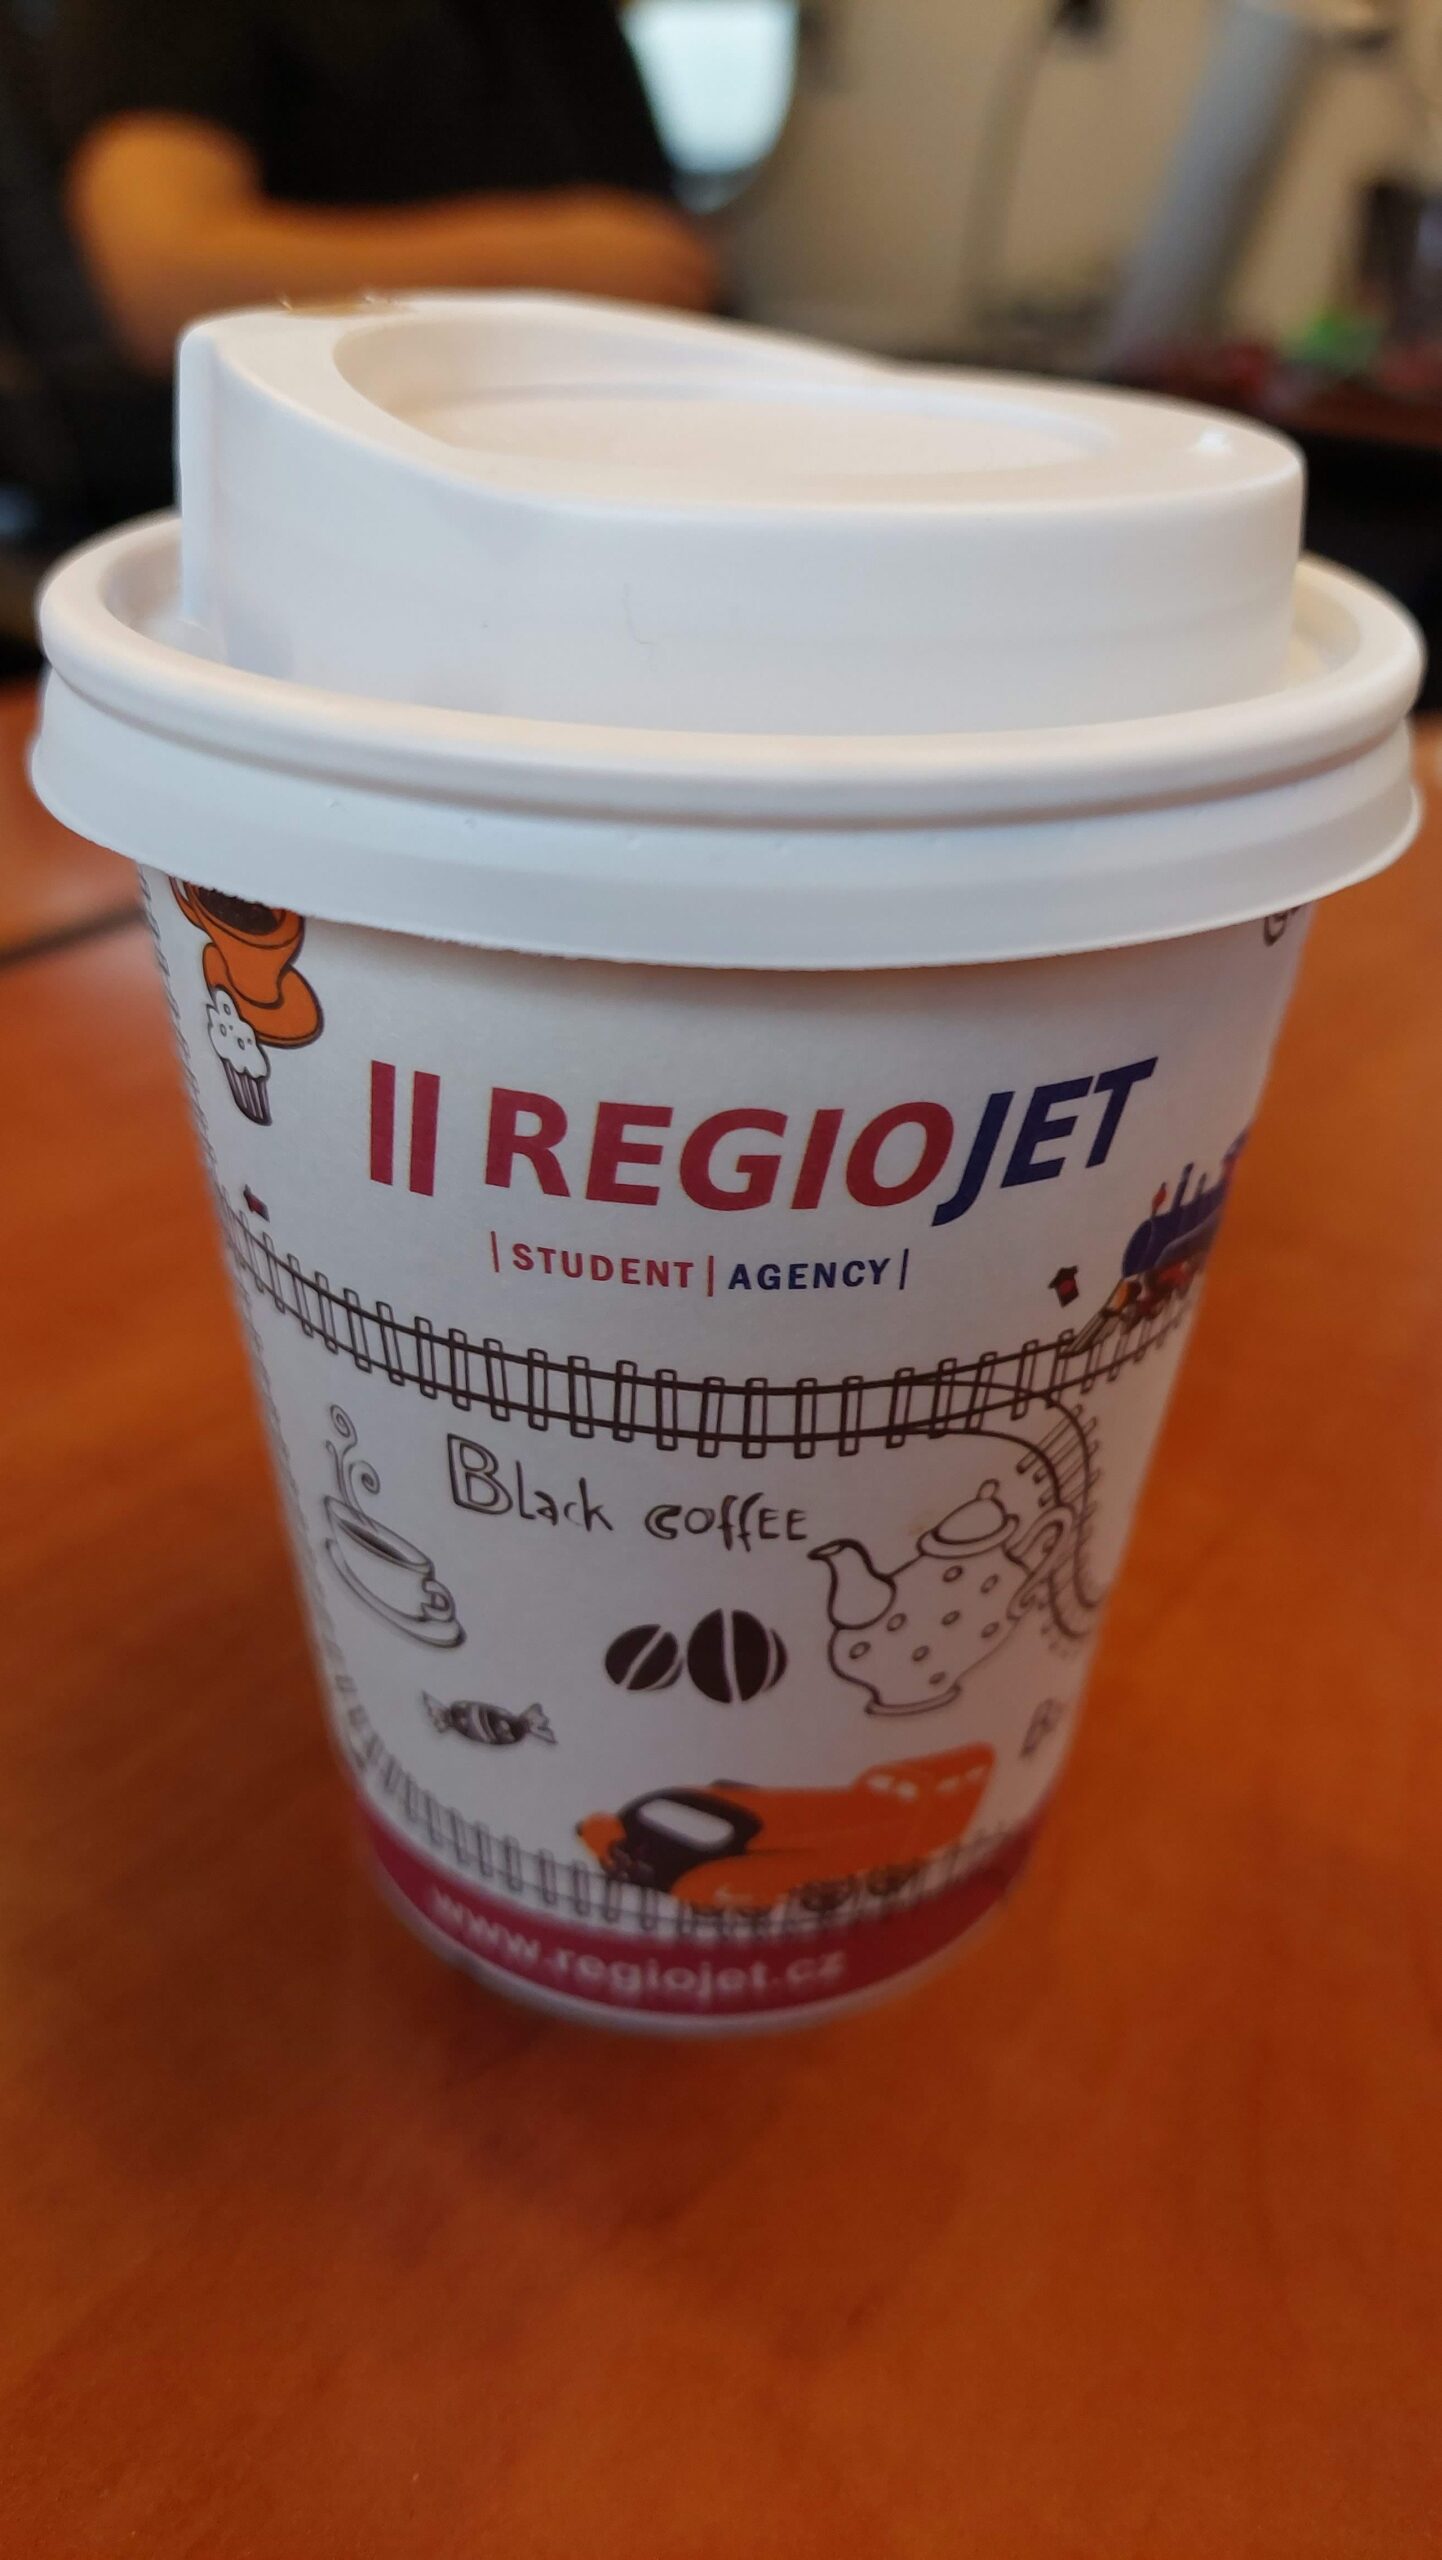 REGIOJET
|STUDENT|AGENCY|
Black coffEE
www.regiojet.cz